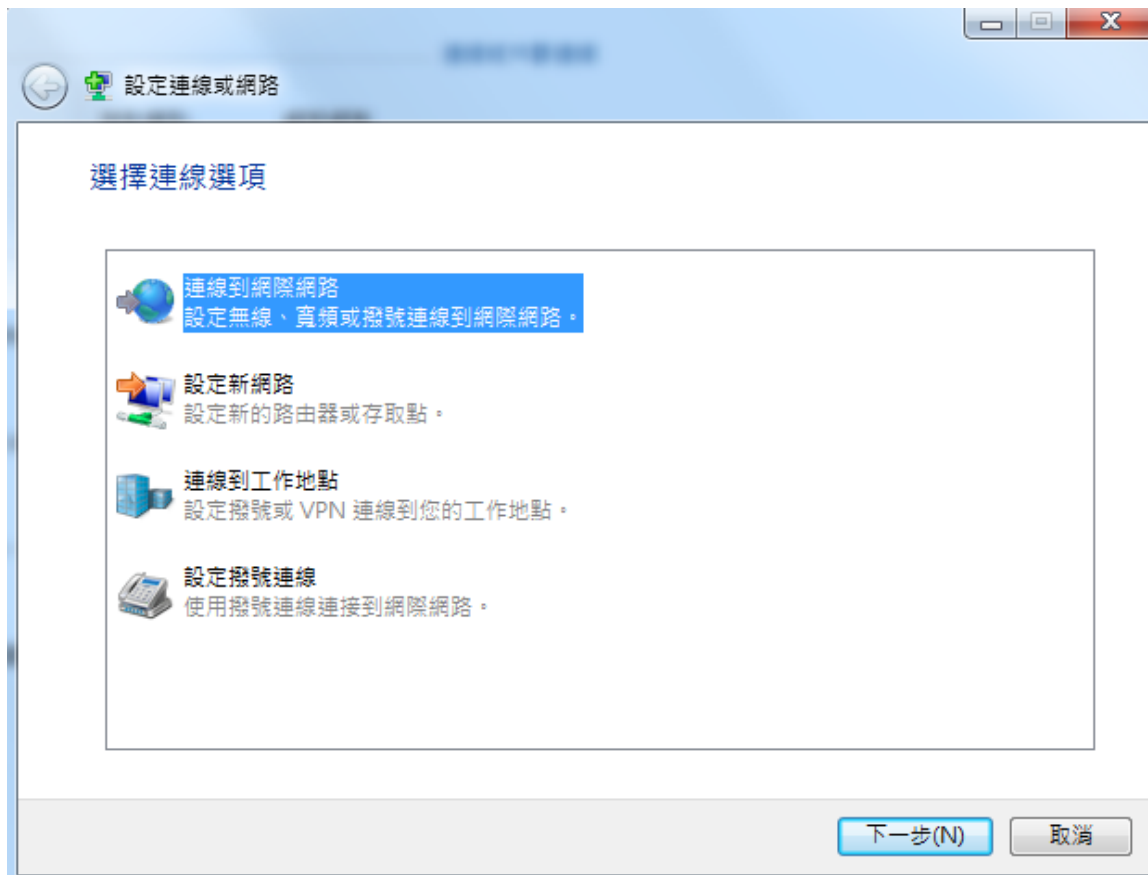 設定連線或網路
選擇連線選項
連線到網際網路
設定無線、寬頻或撥號連線到網際網路。
設定新網路
設定新的路由器或存取點。
連線到工作地點
設定撥號或 VPN 連線到您的工作地點。
設定撥號連線
使用撥號連線連接到網際網路。
下一步(N)
取消